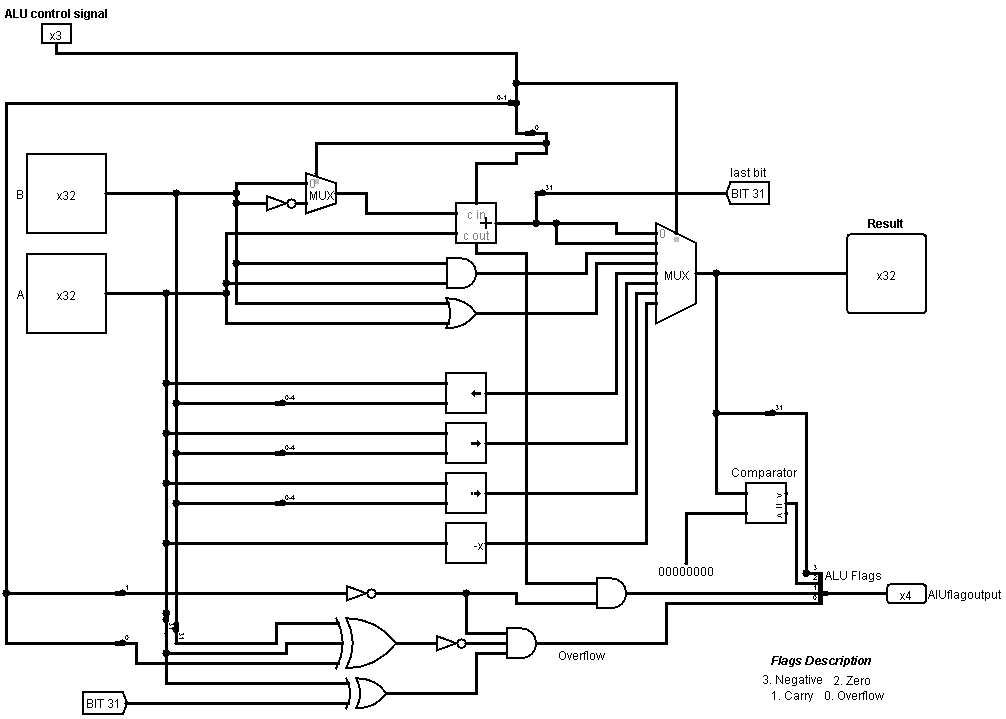 ALU control signal
x3
0-1
0
B
x32
0
MUX
31
last bit
BIT 31
c in
+
c out
0
MUX
Result
x32
A
x32
0-4
0-4
0-4
-x
31
Comparator
>
=
<
00000000
3
2
1
0
ALU Flags
x4
AlUflagoutput
1
31
31
0
Overflow
BIT 31
Flags Description
3. Negative 2. Zero
1. Carry 0. Overflow